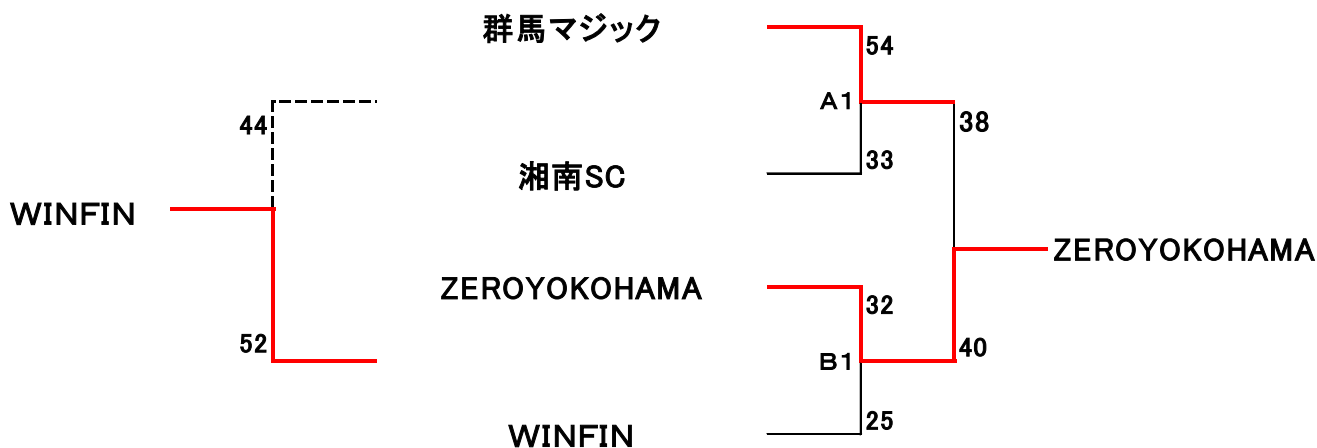 群馬マジック
54
A1
44
38
33
湘南SC
WINFIN
ZEROYOKOHAMA
ZEROYOKOHAMA
32
52
40
B1
25
WINFIN